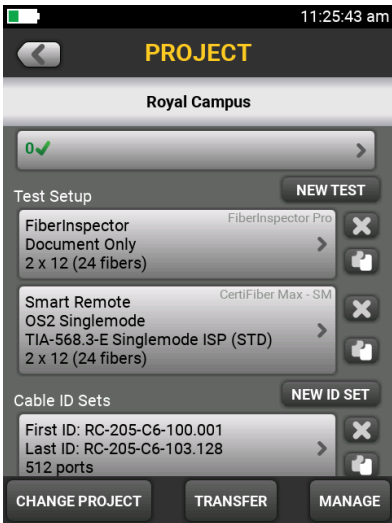 11:25:43 am
PROJECT
Royal Campus
0
Test Setup
NEW TEST
FiberInspector Pro
FiberInspector
Document Only
2 x 12 (24 fibers)
CertiFiber Max - SM
Smart Remote
OS2 Singlemode
TIA-568.3-E Singlemode ISP (STD)
2 x 12 (24 fibers)
Cable ID Sets
NEW ID SET
First ID: RC-205-C6-100.001
Last ID: RC-205-C6-103.128
512 ports
CHANGE PROJECT
TRANSFER
MANAGE